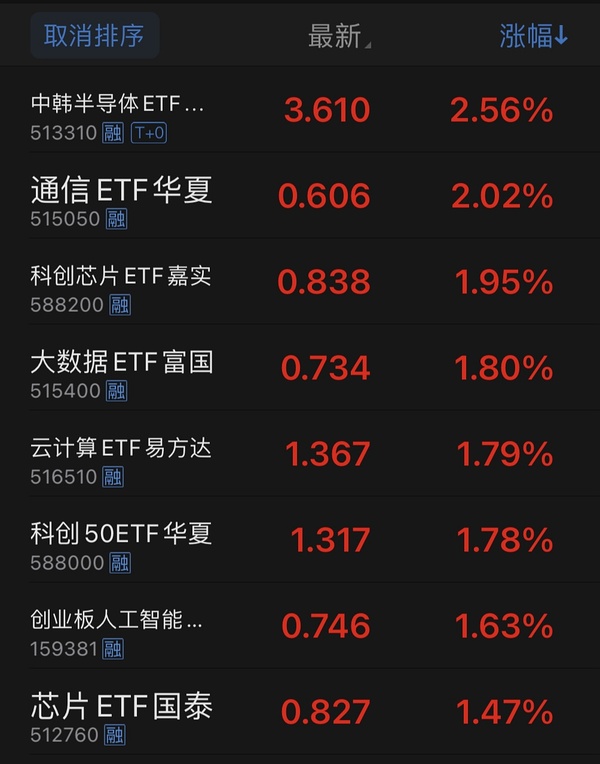 取消排序 最新 涨幅↓
中韩半导体ETF... 3.610 2.56%
513310 融 T+0
通信ETF华夏 0.606 2.02%
515050 融
科创芯片ETF嘉实 0.838 1.95%
588200 融
大数据ETF富国 0.734 1.80%
515400 融
云计算ETF易方达 1.367 1.79%
516510 融
科创50ETF华夏 1.317 1.78%
588000 融
创业板人工智能... 0.746 1.63%
159381 融
芯片ETF国泰 0.827 1.47%
512760 融